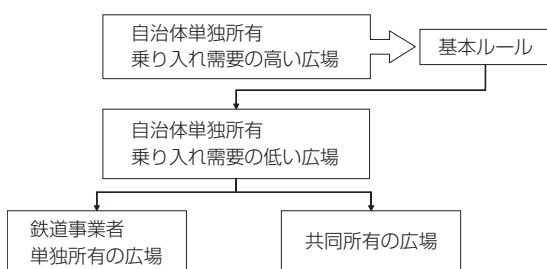 自治体単独所有
乗り入れ需要の高い広場
基本ルール
自治体単独所有
乗り入れ需要の低い広場
鉄道事業者
単独所有の広場
共同所有の広場